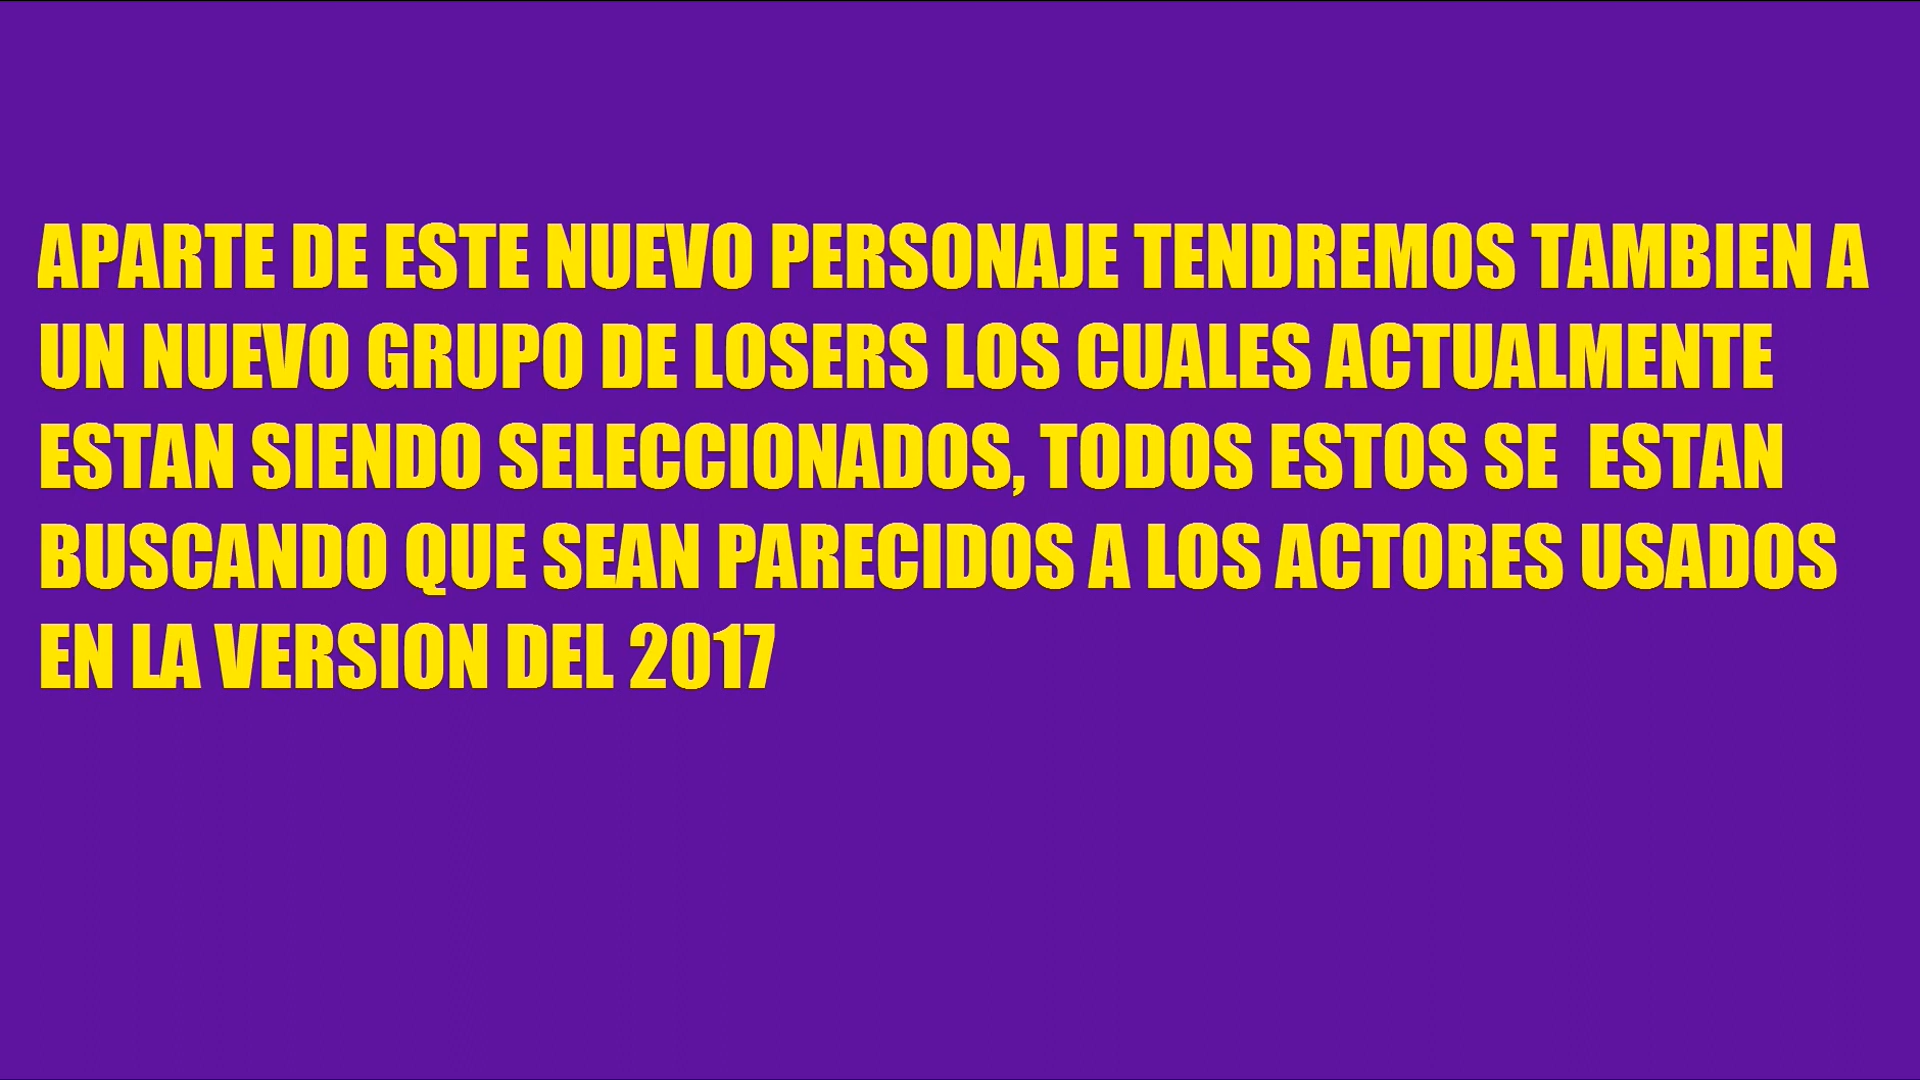 APARTE DE ESTE NUEVO PERSONAJE TENDREMOS TAMBIEN A
UN NUEVO GRUPO DE LOSERS LOS CUALES ACTUALMENTE
ESTAN SIENDO SELECCIONADOS, TODOS ESTOS SE  ESTAN
BUSCANDO QUE SEAN PARECIDOS A LOS ACTORES USADOS
EN LA VERSION DEL 2017